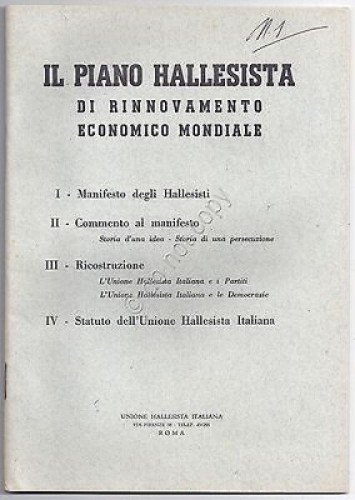 N. 1
IL PIANO HALLESISTA
DI RINNOVAMENTO
ECONOMICO MONDIALE
I - Manifesto degli Hallesisti
II - Commento al manifesto
Storia d'una idea - Storia di una persecuzione
III - Ricostruzione
L'Unione Hallesista Italiana e i Partiti
L'Unione Hallesista Italiana e le Democrazie
IV - Statuto dell'Unione Hallesista Italiana
UNIONE HALLESISTA ITALIANA
VIA FIRENZE
ROMA